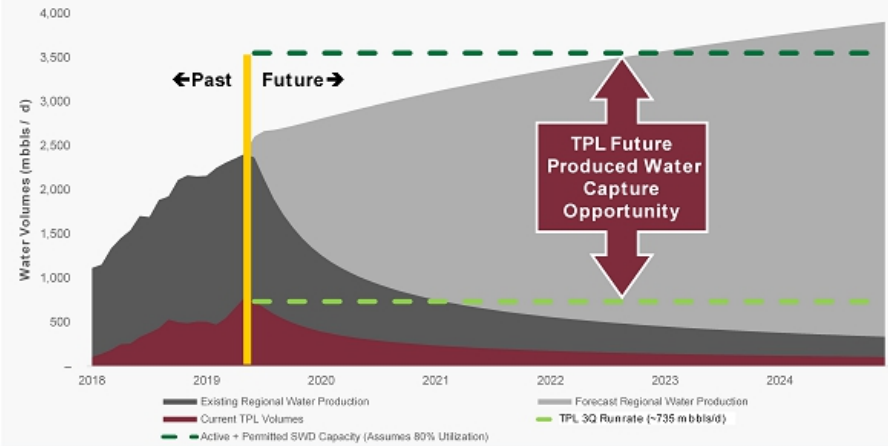 4,000
3,500
3,000
2,500
2,000
1,500
1,000
500
–
Water Volumes (mbbls / d)
←Past
Future→
TPL Future
Produced Water
Capture
Opportunity
2018
2019
2020
2021
2022
2023
2024
Existing Regional Water Production
Forecast Regional Water Production
Current TPL Volumes
TPL 3Q Runrate (~735 mbbls/d)
Active + Permitted SWD Capacity (Assumes 80% Utilization)